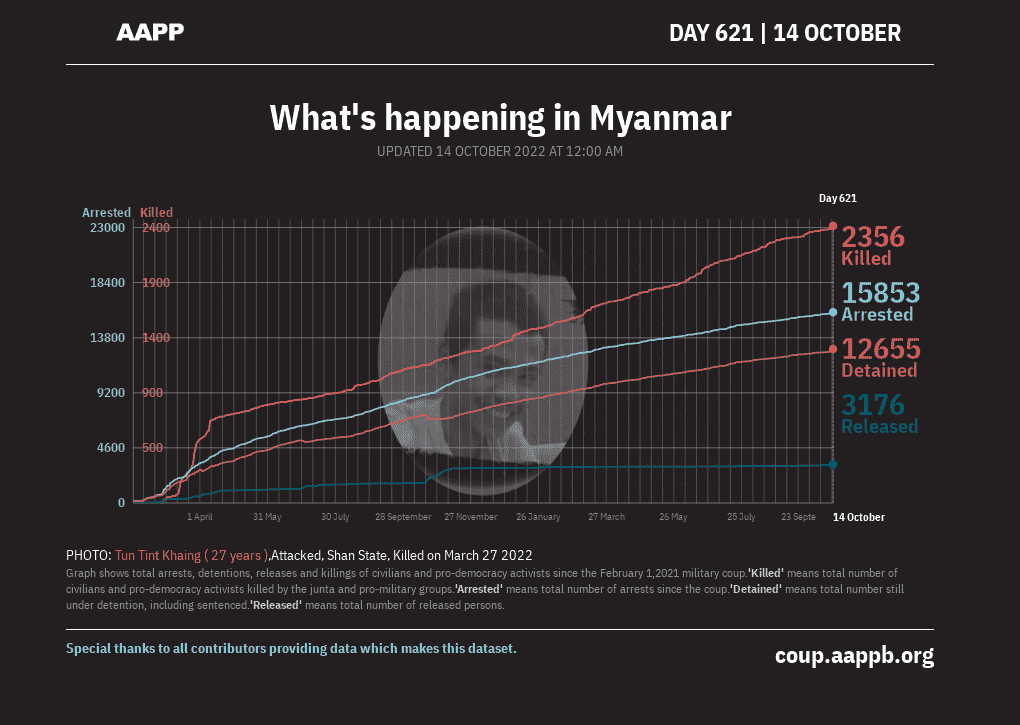 AAPP
DAY 621 | 14 OCTOBER
What's happening in Myanmar
UPDATED 14 OCTOBER 2022 AT 12:00 AM
Day 621
Arrested Killed
23000 2400
2356
Killed
18400 1900
15853
Arrested
13800 1400
12655
Detained
9200 900
3176
Released
4600 500
0
1 April 31 May 30 July 28 September 27 November 26 January 27 March 26 May 25 July 23 Septe 14 October
PHOTO: Tun Tint Khaing ( 27 years ),Attacked, Shan State, Killed on March 27 2022
Graph shows total arrests, detentions, releases and killings of civilians and pro-democracy activists since the February 1,2021 military coup.'Killed' means total number of
civilians and pro-democracy activists killed by the junta and pro-military groups.'Arrested' means total number of arrests since the coup.'Detained' means total number still
under detention, including sentenced.'Released' means total number of released persons.
Special thanks to all contributors providing data which makes this dataset.
coup.aappb.org